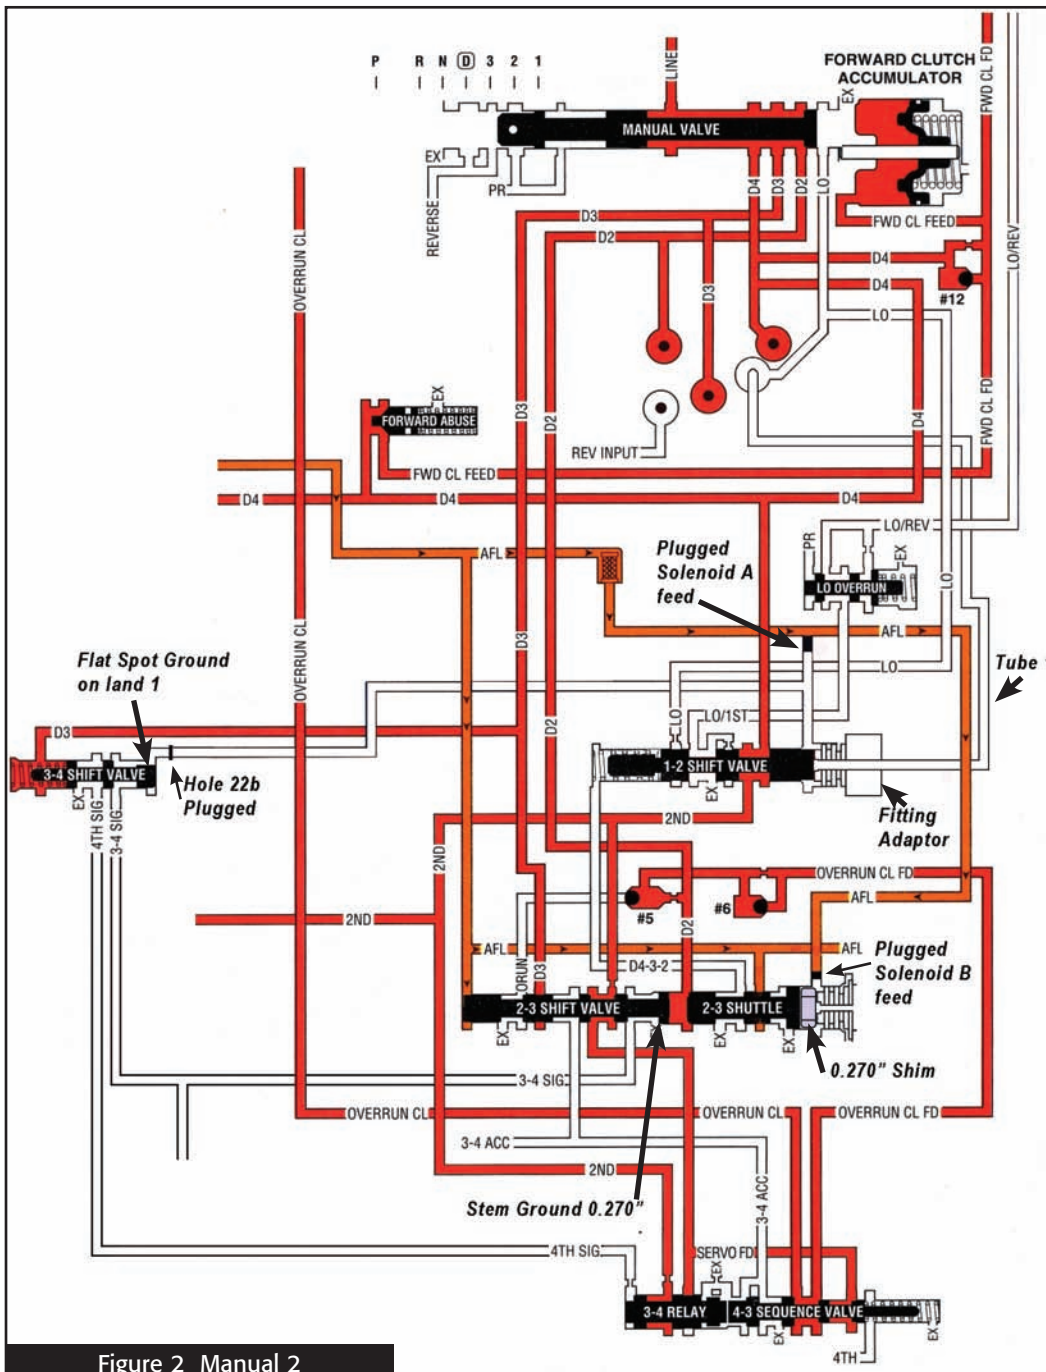 P R N D 3 2 1
LINE
FORWARD CLUTCH
ACCUMULATOR
EX
FWD CL FD
MANUAL VALVE
EX
REVERSE
PR
D4
D3
D2
LO
FWD CL FEED
LO/REV
D3
D2
D4
D4
#12
LO
OVERRUN CL
D3
EX
FORWARD ABUSE
D3
D2
REV INPUT
D4
FWD CL FD
FWD CL FEED
D4
D4
D4
AFL
Plugged
Solenoid A
feed
PR
LO/REV
EX
LO OVERRUN
LO
AFL
LO
Tube
Flat Spot Ground
on land 1
OVERRUN CL
D3
D2
D3
LO
LO/1ST
3-4 SHIFT VALVE
Hole 22b
Plugged
EX
4TH SIG
3-4 SIG
1-2 SHIFT VALVE
EX
Fitting
Adaptor
2ND
2ND
OVERRUN CL FD
#5
#6
AFL
2ND
D2
AFL
ORUN
D3
D4-3-2
AFL
Plugged
Solenoid B
feed
2-3 SHIFT VALVE
2-3 SHUTTLE
EX
EX
EX
EX
0.270” Shim
3-4 SIG
OVERRUN CL
OVERRUN CL
OVERRUN CL FD
3-4 ACC
2ND
3-4 ACC
Stem Ground 0.270”
4TH SIG
SERVO FD
EX
3-4 RELAY
4-3 SEQUENCE VALVE
EX
EX
4TH
Figure 2 Manual 2